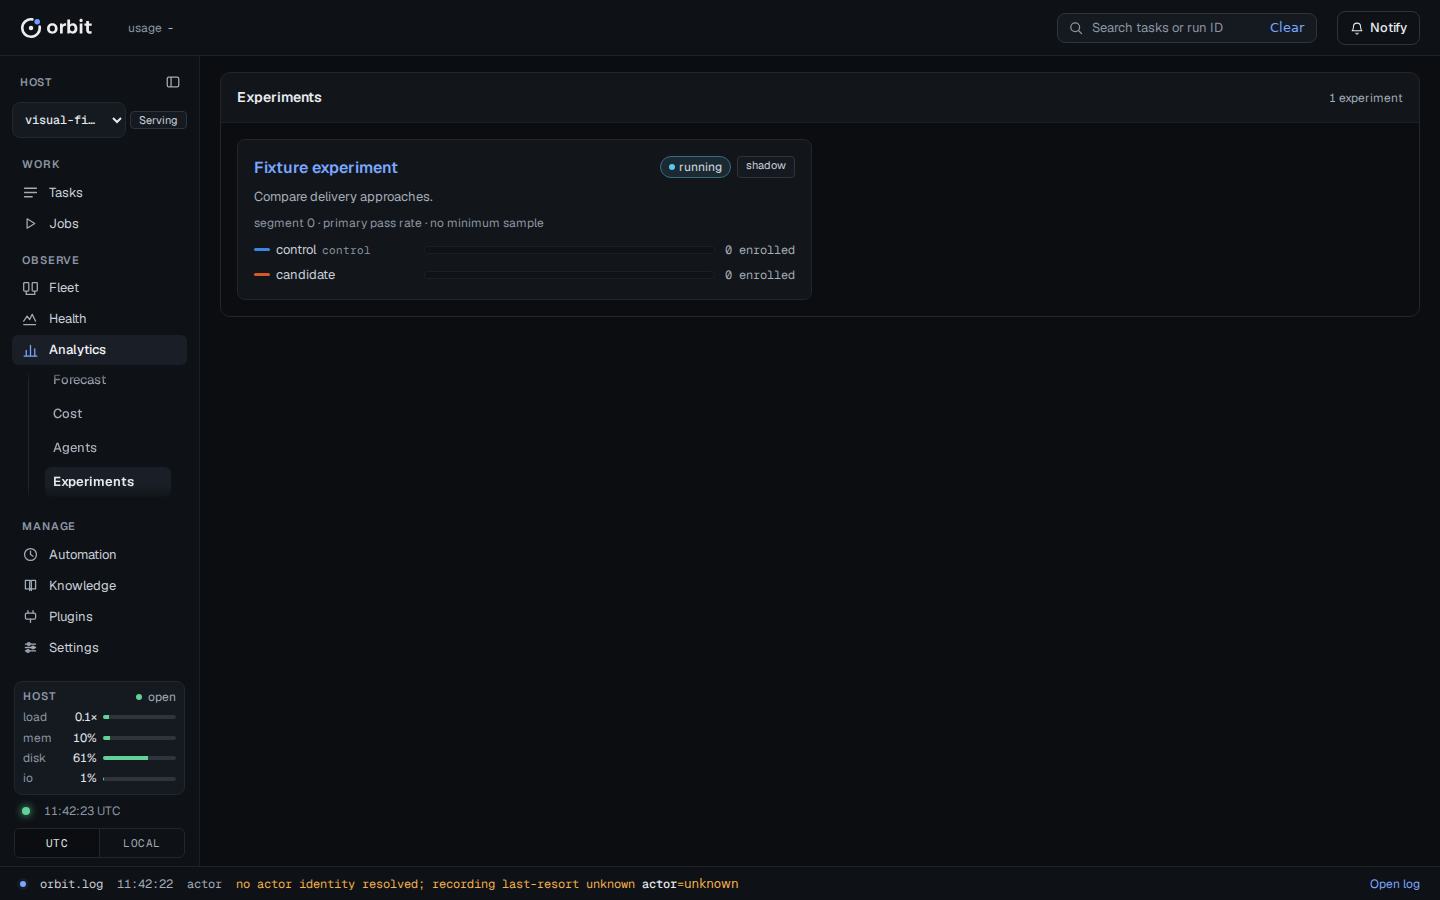 orbit
usage -
Search tasks or run ID
Clear
Notify
HOST
visual-fi…
Serving
WORK
Tasks
Jobs
OBSERVE
Fleet
Health
Analytics
Forecast
Cost
Agents
Experiments
MANAGE
Automation
Knowledge
Plugins
Settings
HOST
open
load 0.1×
mem 10%
disk 61%
io 1%
11:42:23 UTC
UTC
LOCAL
Experiments
1 experiment
Fixture experiment
running
shadow
Compare delivery approaches.
segment 0 · primary pass rate · no minimum sample
control control 0 enrolled
candidate 0 enrolled
orbit.log 11:42:22 actor no actor identity resolved; recording last-resort unknown actor=unknown
Open log